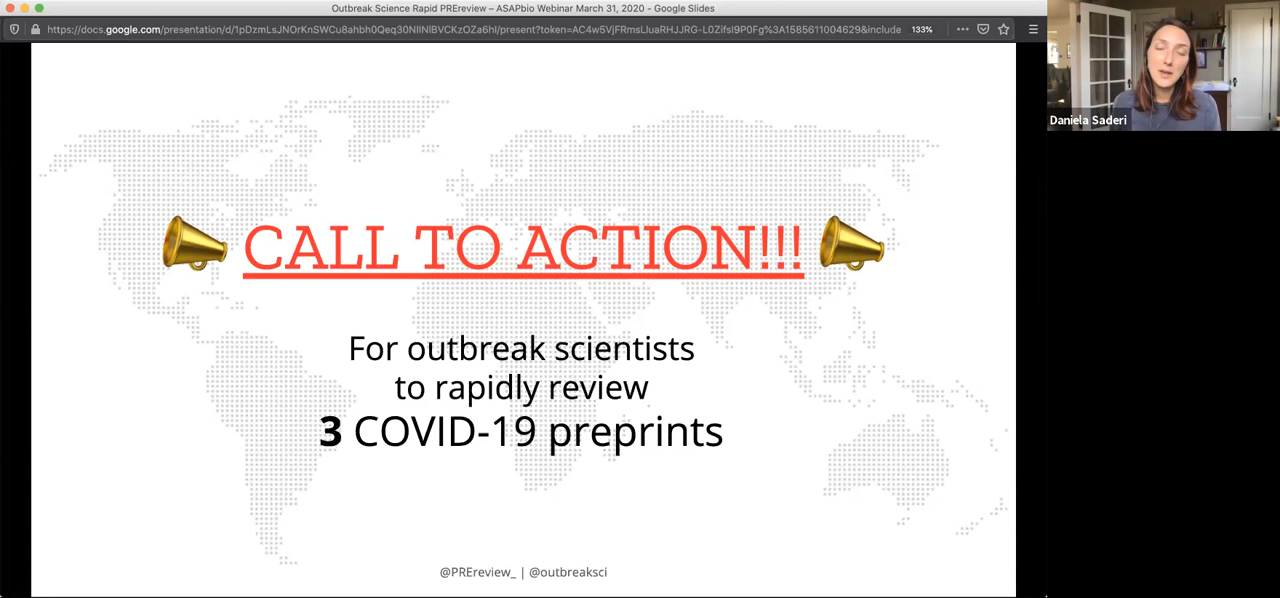 Outbreak Science Rapid PREreview – ASAPbio Webinar March 31, 2020 - Google Slides
133%
Daniela Saderi
CALL TO ACTION!!!
For outbreak scientists
to rapidly review
3 COVID-19 preprints
@PREreview_ | @outbreaksci